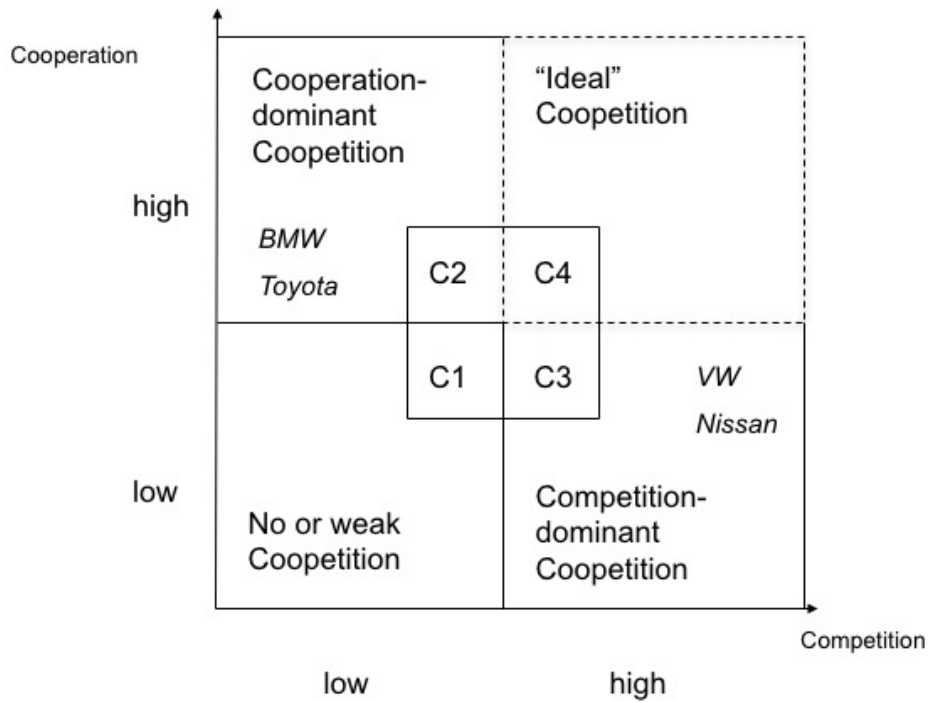 Cooperation
Cooperation-
dominant
Coopetition
“Ideal”
Coopetition
high
BMW
Toyota
C2
C4
C1
C3
VW
Nissan
low
No or weak
Coopetition
Competition-
dominant
Coopetition
Competition
low
high